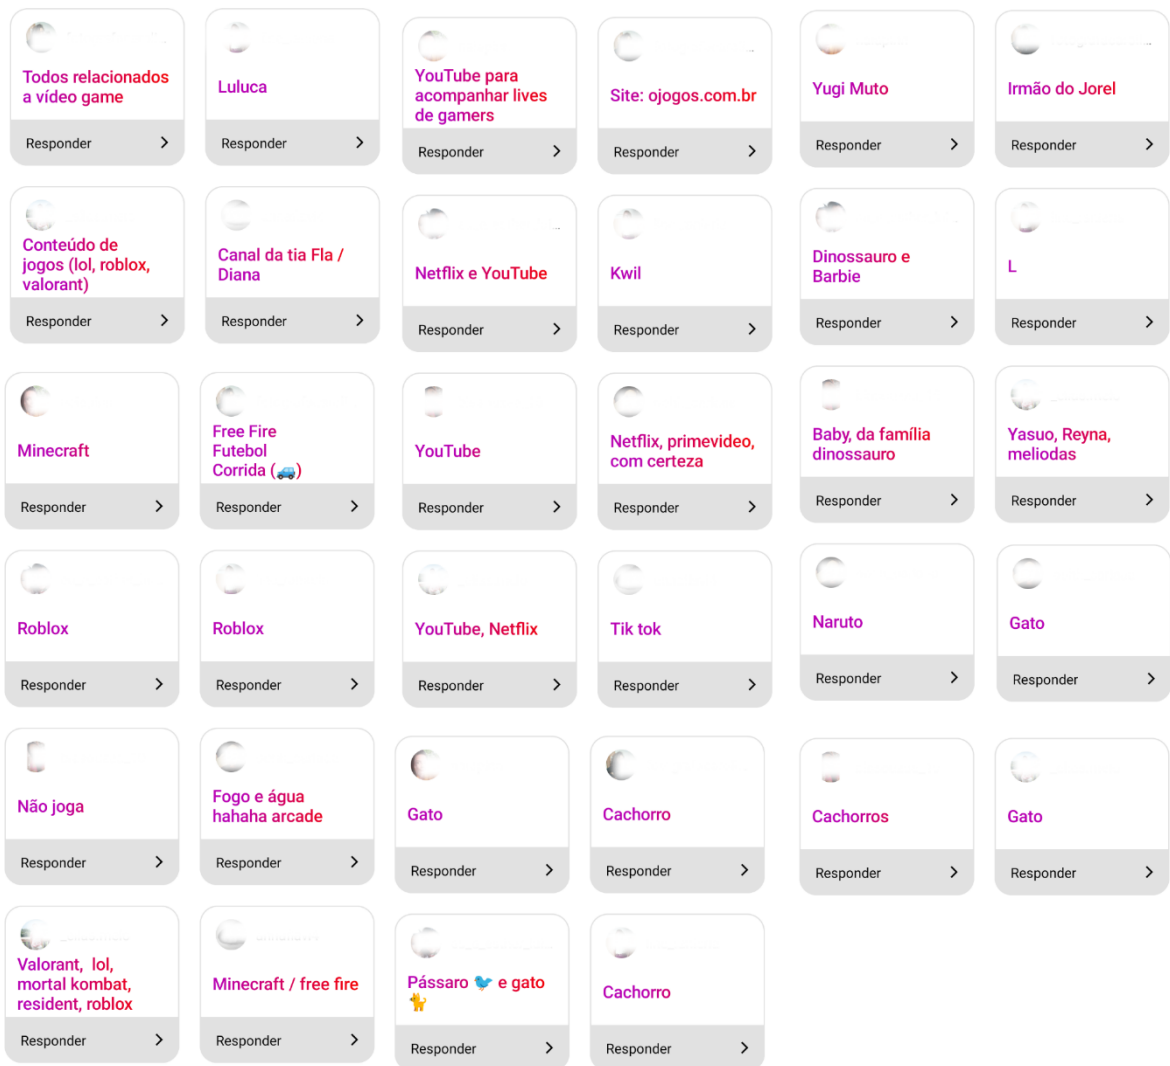 Todos relacionados
a vídeo game
Responder
Luluca
Responder
YouTube para
acompanhar lives
de gamers
Responder
Site: ojogos.com.br
Responder
Yugi Muto
Responder
Irmão do Jorel
Responder
Conteúdo de
jogos (lol, roblox,
valorant)
Responder
Canal da tia Fla /
Diana
Responder
Netflix e YouTube
Responder
Kwil
Responder
Dinossauro e
Barbie
Responder
L
Responder
Minecraft
Responder
Free Fire
Futebol
Corrida (🚙)
Responder
YouTube
Responder
Netflix, primevideo,
com certeza
Responder
Baby, da família
dinossauro
Responder
Yasuo, Reyna,
meliodas
Responder
Roblox
Responder
Roblox
Responder
YouTube, Netflix
Responder
Tik tok
Responder
Naruto
Responder
Gato
Responder
Não joga
Responder
Fogo e água
hahaha arcade
Responder
Gato
Responder
Cachorro
Responder
Cachorros
Responder
Gato
Responder
Valorant, lol,
mortal kombat,
resident, roblox
Responder
Minecraft / free fire
Responder
Pássaro 🐦 e gato
🐈
Responder
Cachorro
Responder